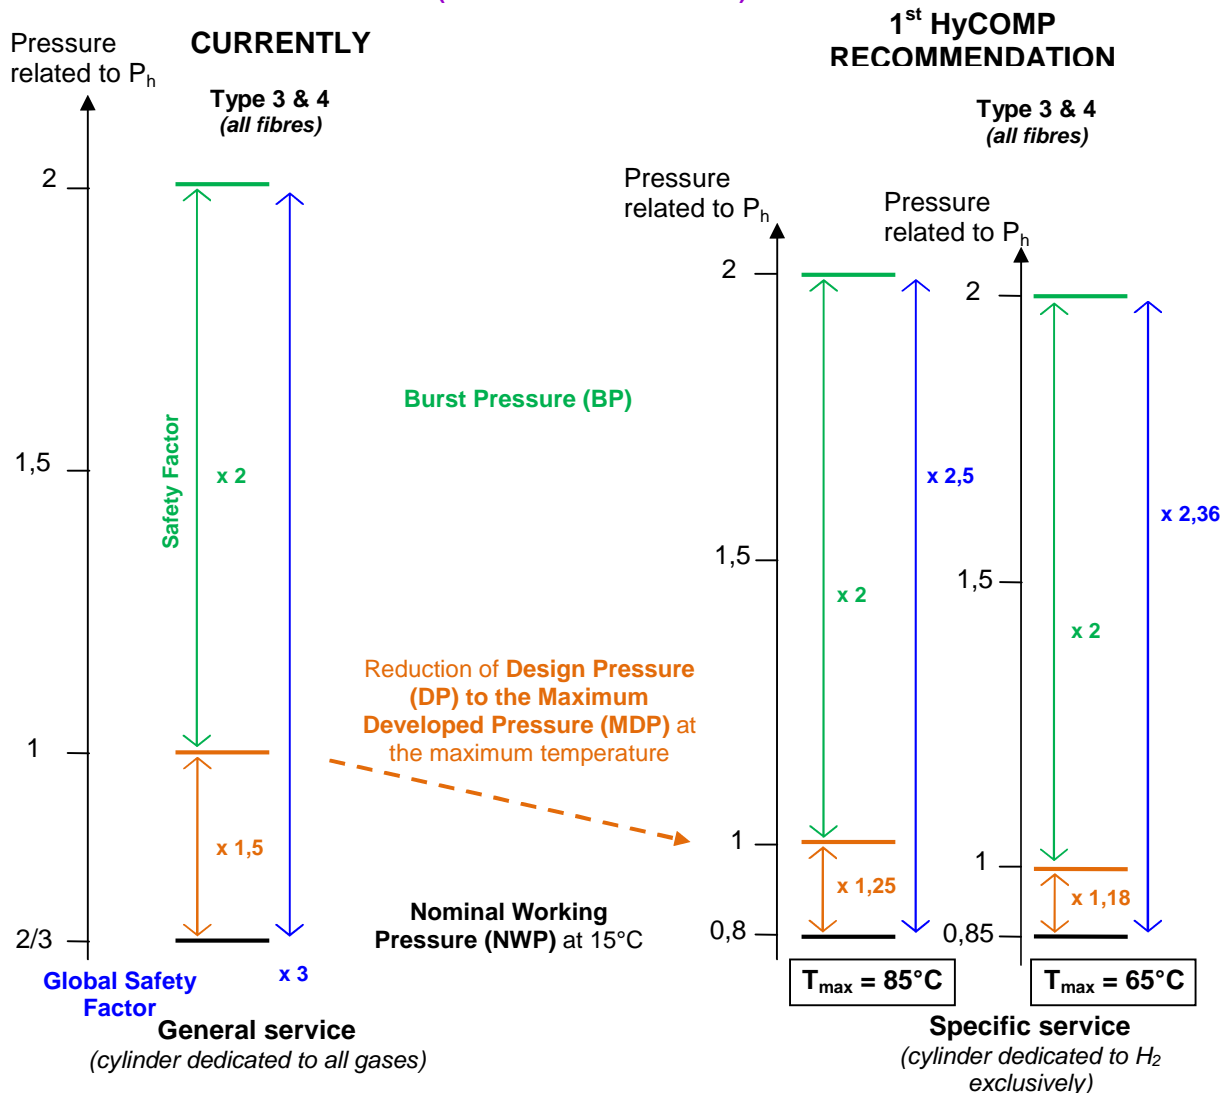 CURRENTLY
Pressure
related to Pₕ
Type 3 & 4
(all fibres)
2
1,5
1
2/3
Safety Factor
x 2
x 1,5
x 3
Global Safety
Factor
General service
(cylinder dedicated to all gases)
Burst Pressure (BP)
Reduction of Design Pressure
(DP) to the Maximum
Developed Pressure (MDP) at
the maximum temperature
Nominal Working
Pressure (NWP) at 15°C
1st HyCOMP
RECOMMENDATION
Type 3 & 4
(all fibres)
Pressure
related to Pₕ
2
1,5
1
0,8
x 2
x 2,5
x 1,25
Tmax = 85°C
Pressure
related to Pₕ
2
1,5
1
0,85
x 2
x 2,36
x 1,18
Tmax = 65°C
Specific service
(cylinder dedicated to H₂
exclusively)